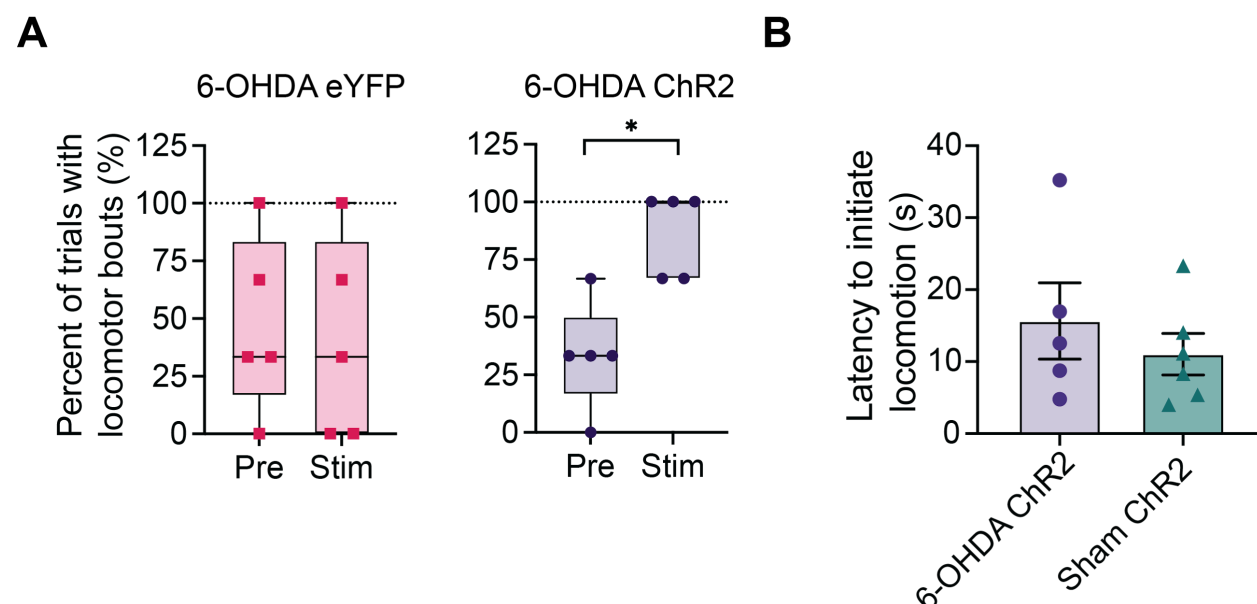 A
6-OHDA eYFP
Percent of trials with
locomotor bouts (%)
125
100
75
50
25
0
Pre
Stim
6-OHDA ChR2
*
125
100
75
50
25
0
Pre
Stim
B
Latency to initiate
locomotion (s)
40
30
20
10
0
6-OHDA ChR2
Sham ChR2